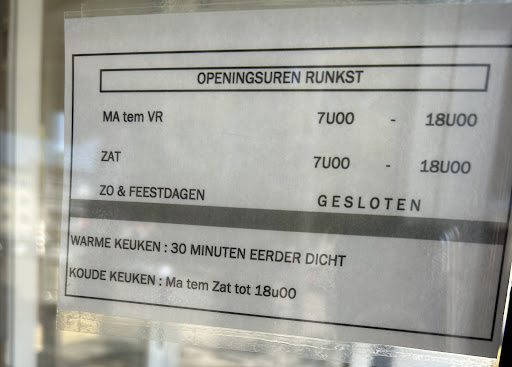 OPENINGSUREN RUNKST
MA tem VR 7U00 - 18U00
ZAT 7U00 - 18U00
ZO & FEESTDAGEN GESLOTEN
WARME KEUKEN : 30 MINUTEN EERDER DICHT
KOUDE KEUKEN : Ma tem Zat tot 18u00